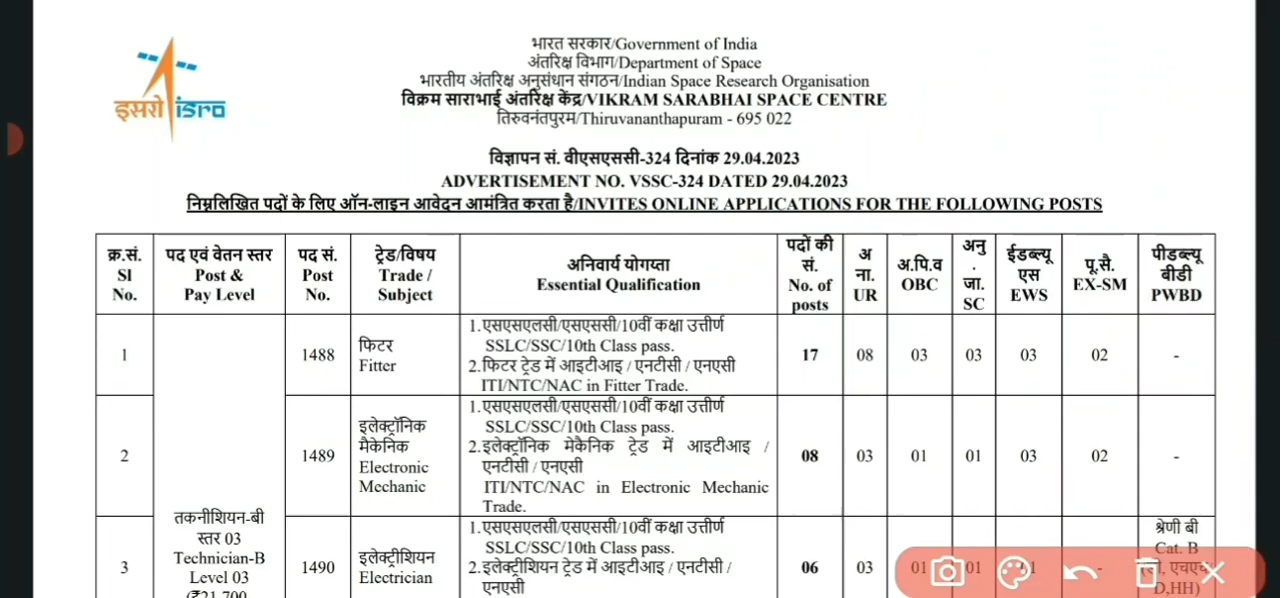 इसरो isro
भारत सरकार/Government of India
अंतरिक्ष विभाग/Department of Space
भारतीय अंतरिक्ष अनुसंधान संगठन/Indian Space Research Organisation
विक्रम साराभाई अंतरिक्ष केंद्र/VIKRAM SARABHAI SPACE CENTRE
तिरुवनंतपुरम/Thiruvananthapuram - 695 022
विज्ञापन सं. वीएसएससी-324 दिनांक 29.04.2023
ADVERTISEMENT NO. VSSC-324 DATED 29.04.2023
निम्नलिखित पदों के लिए ऑन-लाइन आवेदन आमंत्रित करता है/INVITES ONLINE APPLICATIONS FOR THE FOLLOWING POSTS
क्र.सं.
Sl
No.
पद एवं वेतन स्तर
Post &
Pay Level
पद सं.
Post
No.
ट्रेड/विषय
Trade /
Subject
अनिवार्य योगय्ता
Essential Qualification
पदों की
सं.
No. of
posts
अ
ना.
UR
अ.पि.व
OBC
अनु
.
जा.
SC
ईडब्ल्यू
एस
EWS
पू.सै.
EX-SM
पीडब्ल्यू
बीडी
PWBD
1
1488
फिटर
Fitter
1.एसएसएलसी/एसएससी/10वीं कक्षा उत्तीर्ण
SSLC/SSC/10th Class pass.
2.फिटर ट्रेड में आइटीआइ / एनटीसी / एनएसी
ITI/NTC/NAC in Fitter Trade.
17
08
03
03
03
02
-
2
1489
इलेक्ट्रॉनिक
मैकेनिक
Electronic
Mechanic
1.एसएसएलसी/एसएससी/10वीं कक्षा उत्तीर्ण
SSLC/SSC/10th Class pass.
2.इलेक्ट्रॉनिक मेकैनिक ट्रेड में आइटीआइ /
एनटीसी / एनएसी
ITI/NTC/NAC in Electronic Mechanic
Trade.
08
03
01
01
03
02
-
तकनीशियन-बी
स्तर 03
Technician-B
Level 03
(₹21,700
3
1490
इलेक्ट्रीशियन
Electrician
1.एसएसएलसी/एसएससी/10वीं कक्षा उत्तीर्ण
SSLC/SSC/10th Class pass.
2.इलेक्ट्रीशियन ट्रेड में आइटीआइ / एनटीसी /
एनएसी
06
03
01
01
-
श्रेणी बी
Cat. B
एचएच
D,HH)